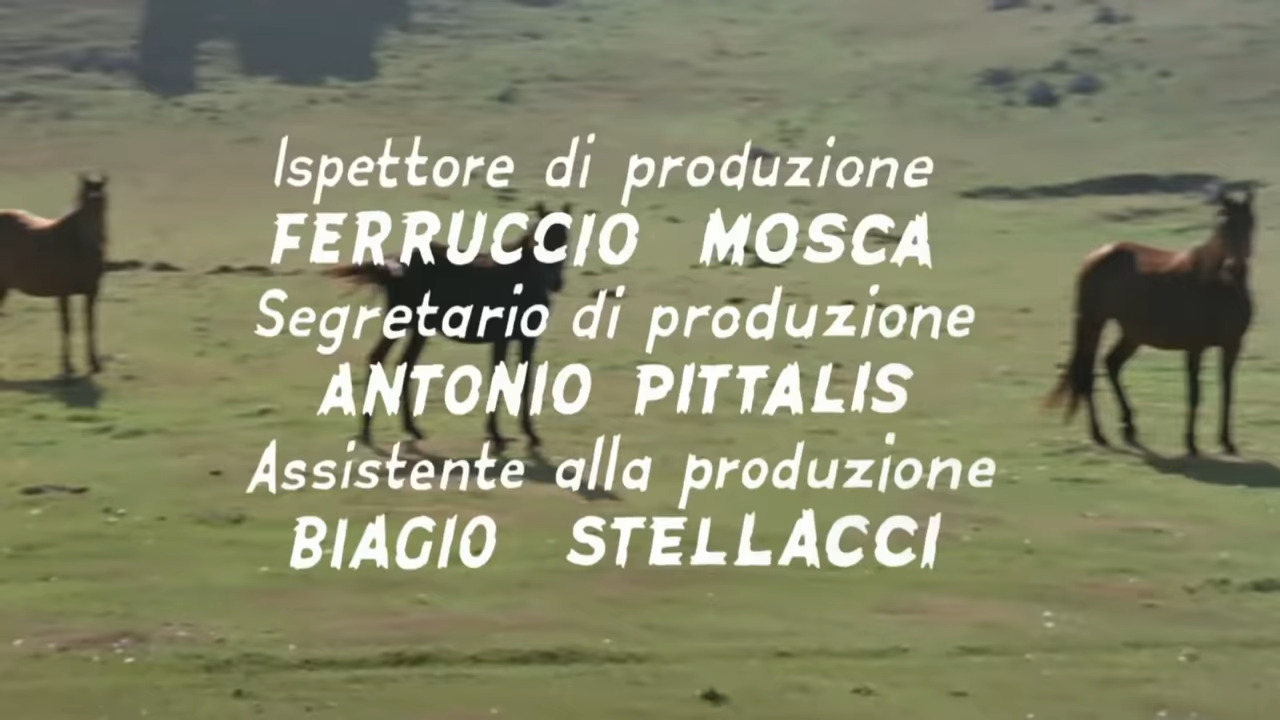 Ispettore di produzione
FERRUCCIO MOSCA
Segretario di produzione
ANTONIO PITTALIS
Assistente alla produzione
BIAGIO STELLACCI